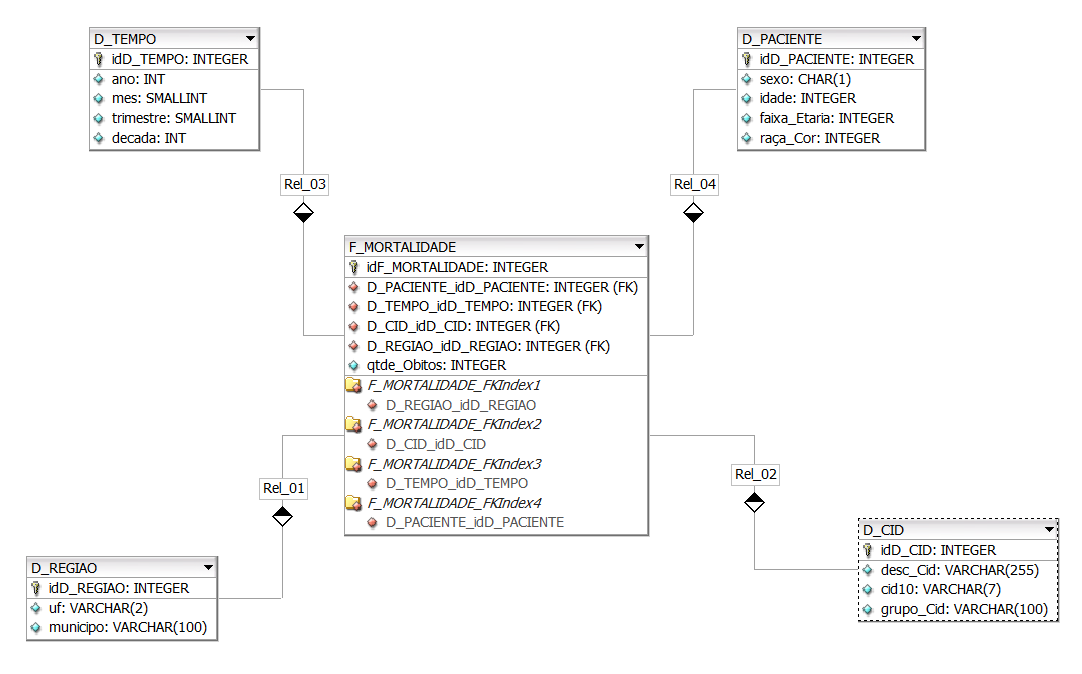 D_TEMPO
idD_TEMPO: INTEGER
ano: INT
mes: SMALLINT
trimestre: SMALLINT
decada: INT
D_PACIENTE
idD_PACIENTE: INTEGER
sexo: CHAR(1)
idade: INTEGER
faixa_Etaria: INTEGER
raça_Cor: INTEGER
Rel_03
Rel_04
F_MORTALIDADE
idF_MORTALIDADE: INTEGER
D_PACIENTE_idD_PACIENTE: INTEGER (FK)
D_TEMPO_idD_TEMPO: INTEGER (FK)
D_CID_idD_CID: INTEGER (FK)
D_REGIAO_idD_REGIAO: INTEGER (FK)
qtde_Obitos: INTEGER
F_MORTALIDADE_FKIndex1
D_REGIAO_idD_REGIAO
F_MORTALIDADE_FKIndex2
D_CID_idD_CID
F_MORTALIDADE_FKIndex3
D_TEMPO_idD_TEMPO
F_MORTALIDADE_FKIndex4
D_PACIENTE_idD_PACIENTE
Rel_01
Rel_02
D_REGIAO
idD_REGIAO: INTEGER
uf: VARCHAR(2)
municipo: VARCHAR(100)
D_CID
idD_CID: INTEGER
desc_Cid: VARCHAR(255)
cid10: VARCHAR(7)
grupo_Cid: VARCHAR(100)